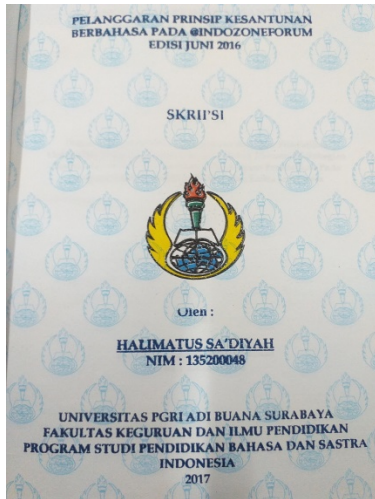 PELANGGARAN PRINSIP KESANTUNAN
BERBAHASA PADA @INDOZONEFORUM
EDISI JUNI 2016
SKRIPSI
Oleh :
HALIMATUS SA'DIYAH
NIM : 135200048
UNIVERSITAS PGRI ADI BUANA SURABAYA
FAKULTAS KEGURUAN DAN ILMU PENDIDIKAN
PROGRAM STUDI PENDIDIKAN BAHASA DAN SASTRA
INDONESIA
2017